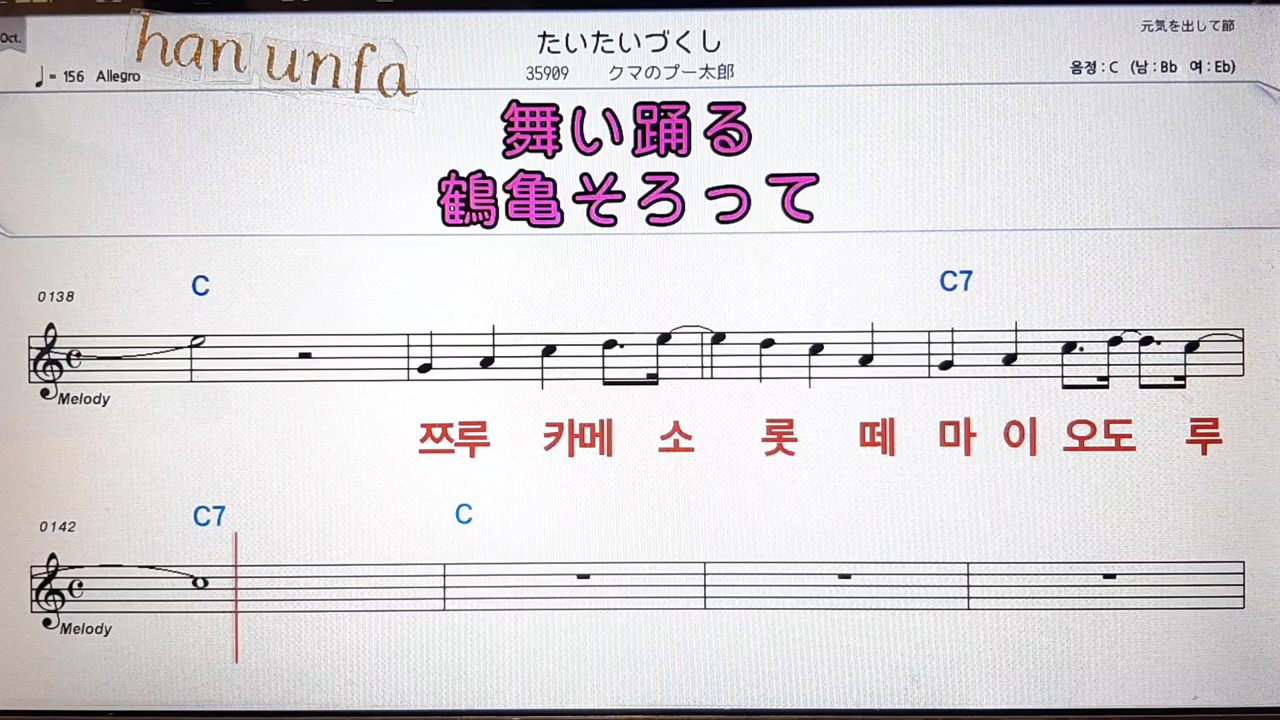 Oct.
han unfa
たいたいづくし
元気を出して節
♩= 156 Allegro
35909 クマのプー太郎
음정 : C (남 : Bb 여 : Eb)
舞い踊る
鶴亀そろって
C C7
0138
Melody
쯔루 카메 소 롯 떼 마 이 오도 루
C7 C
0142
Melody